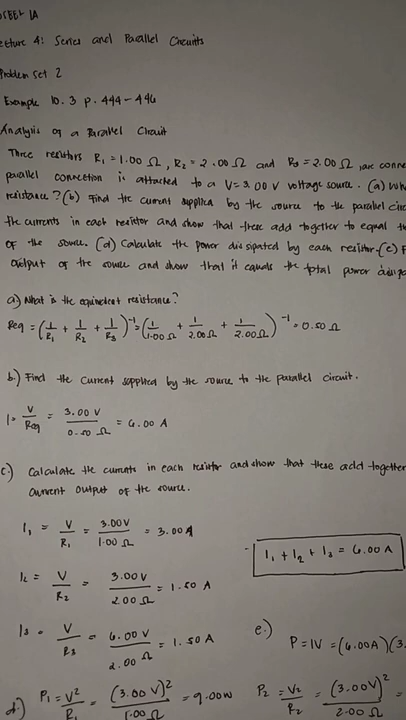 BSEET 1A
Lecture 4: Series and Parallel Circuits
Problem Set 2
Example 10.3 p. 444-446
Analysis of a Parallel Circuit
Three resistors R₁ = 1.00 Ω, R₂ = 2.00 Ω and R₃ = 2.00 Ω, are conne
parallel connection is attached to a V = 3.00 V voltage source. (a) Wha
resistance? (b) Find the current supplied by the source to the parallel circ
the currents in each resistor and show that these add together to equal th
of the source. (d) Calculate the power dissipated by each resistor. (e) F
output of the source and show that it equals the total power dissipa
a) What is the equivalent resistance?
Req = (1/R₁ + 1/R₂ + 1/R₃)⁻¹ = (1/1.00 Ω + 1/2.00 Ω + 1/2.00 Ω)⁻¹ = 0.50 Ω
b.) Find the current supplied by the source to the parallel circuit.
I = V/Req = 3.00 V/0.50 Ω = 6.00 A
c.) Calculate the currents in each resistor and show that these add together
current output of the source.
I₁ = V/R₁ = 3.00V/1.00 Ω = 3.00 A
I₁ + I₂ + I₃ = 6.00 A
I₂ = V/R₂ = 3.00V/2.00 Ω = 1.50 A
I₃ = V/R₃ = 6.00 V/2.00 Ω = 1.50 A
e.)
P = IV = (6.00A)(3.
d.) P₁ = V²/R₁ = (3.00 V)²/1.00 Ω = 9.00W
P₂ = V²/R₂ = (3.00V)²/2.00 Ω =